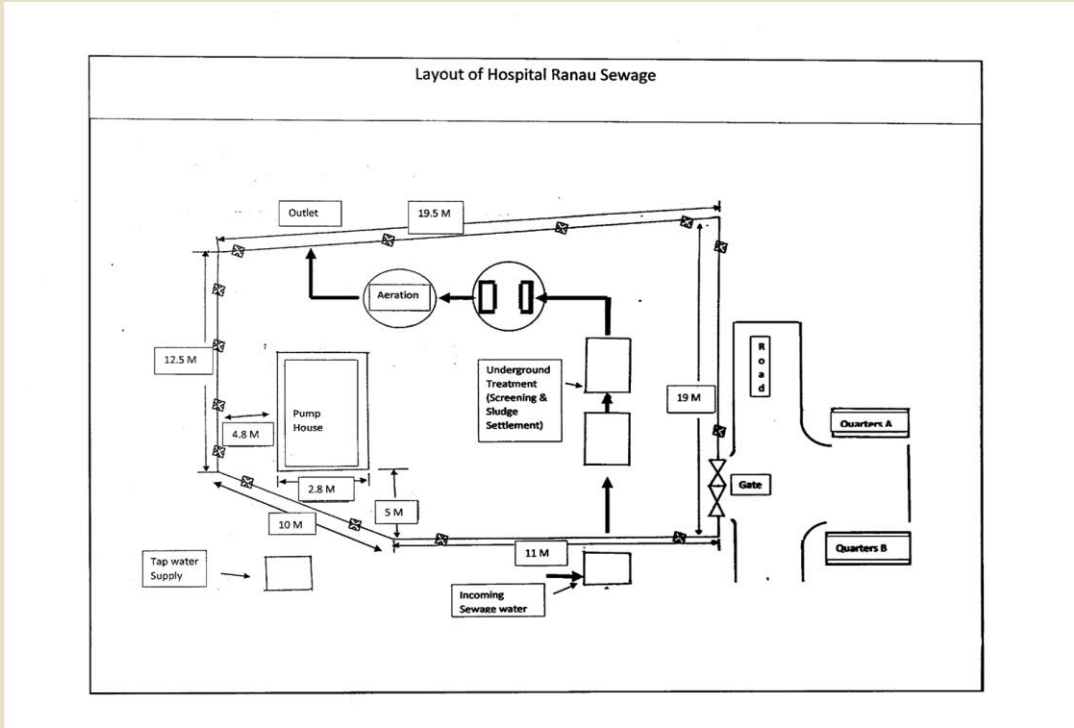 Layout of Hospital Ranau Sewage
Outlet
19.5 M
Aeration
12.5 M
Underground
Treatment
(Screening &
Sludge
Settlement)
R
o
a
d
19 M
Pump
House
4.8 M
Quarters A
2.8 M
Gate
5 M
10 M
11 M
Quarters B
Tap water
Supply
Incoming
Sewage water